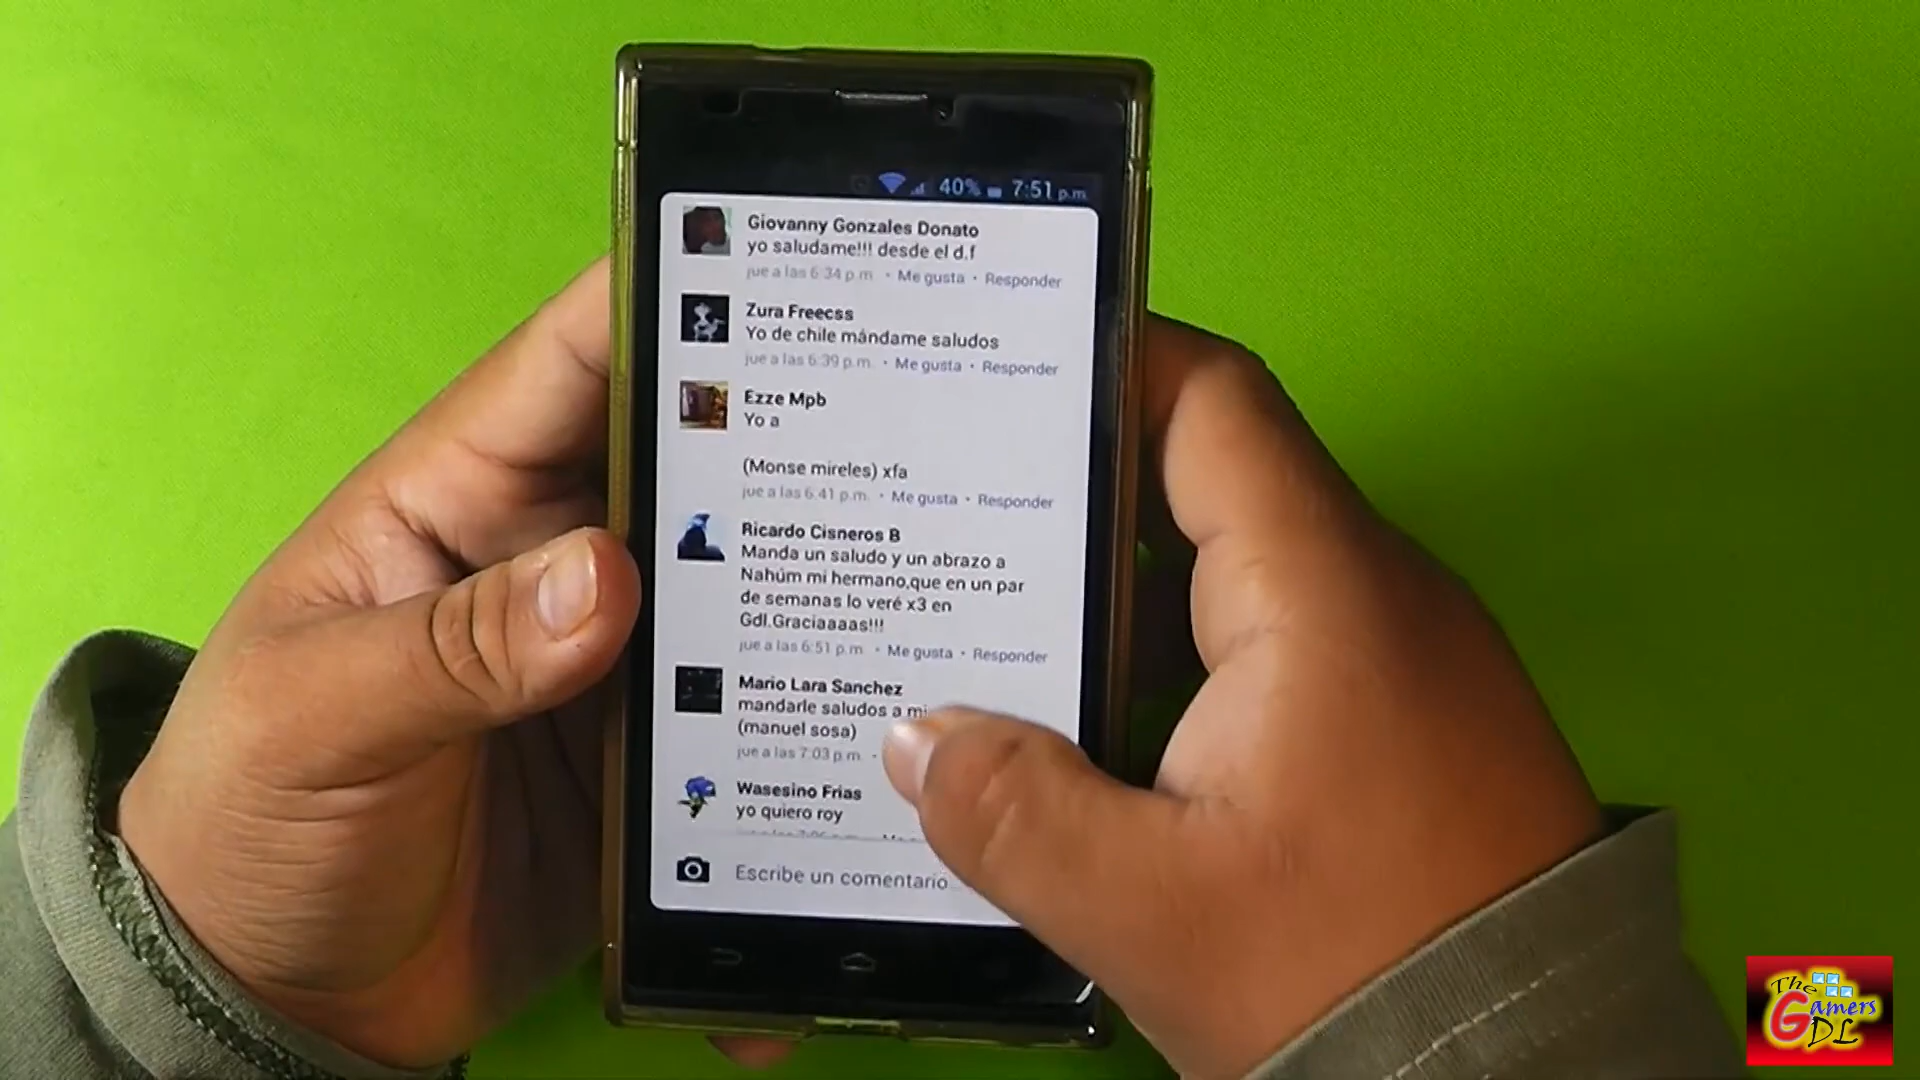 40% 7:51 p.m.
Giovanny Gonzales Donato
yo saludame!!! desde el d.f
jue a las 6:34 p.m. • Me gusta • Responder
Zura Freecss
Yo de chile mándame saludos
jue a las 6:39 p.m. • Me gusta • Responder
Ezze Mpb
Yo a
(Monse mireles) xfa
jue a las 6:41 p.m. • Me gusta • Responder
Ricardo Cisneros B
Manda un saludo y un abrazo a
Nahúm mi hermano,que en un par
de semanas lo veré x3 en
Gdl.Graciaaaas!!!
jue a las 6:51 p.m. • Me gusta • Responder
Mario Lara Sanchez
mandarle saludos a mi
(manuel sosa)
jue a las 7:03 p.m. •
Wasesino Frias
yo quiero roy
Escribe un comentario...
The
Gamers
DL